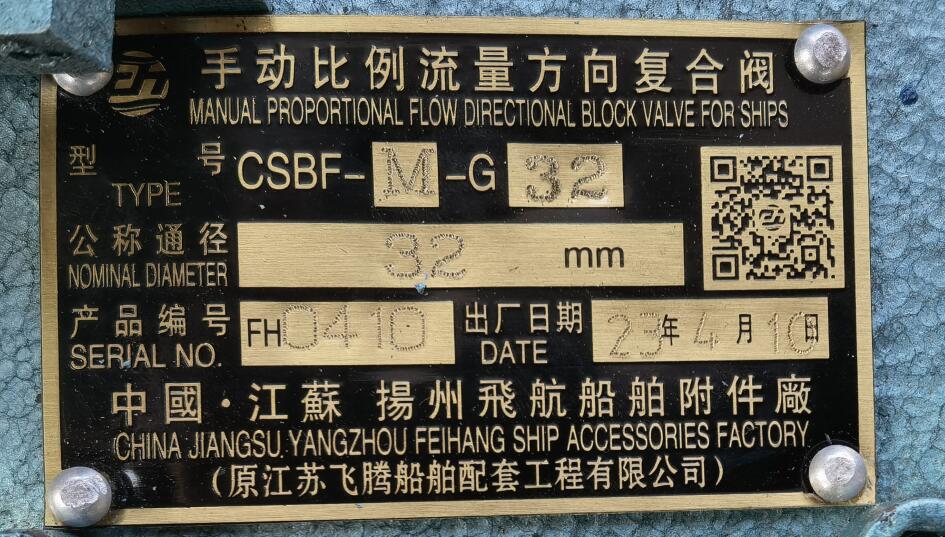 手动比例流量方向复合阀
MANUAL PROPORTIONAL FLOW DIRECTIONAL BLOCK VALVE FOR SHIPS
型 号 CSBF-M-G 32
TYPE
公称通径 32 mm
NOMINAL DIAMETER
产品编号 FH0410 出厂日期 23年4月10日
SERIAL NO. DATE
中國·江蘇 揚州飛航船舶附件廠
CHINA JIANGSU YANGZHOU FEIHANG SHIP ACCESSORIES FACTORY
(原江苏飞腾船舶配套工程有限公司)